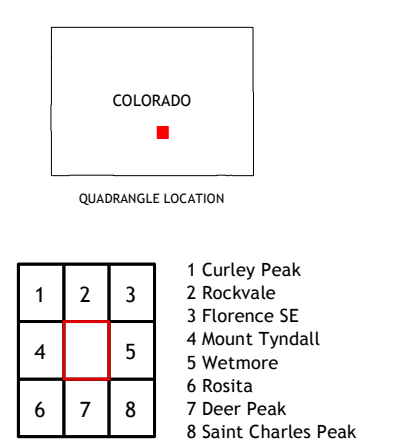 COLORADO
QUADRANGLE LOCATION
1 2 3
4 5
6 7 8
1 Curley Peak
2 Rockvale
3 Florence SE
4 Mount Tyndall
5 Wetmore
6 Rosita
7 Deer Peak
8 Saint Charles Peak